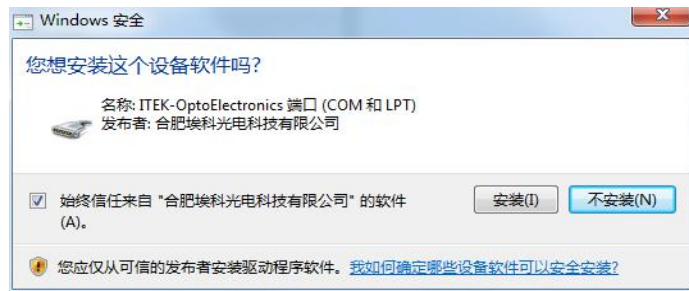 Windows 安全
您想安装这个设备软件吗?
名称: ITEK-OptoElectronics 端口 (COM 和 LPT)
发布者: 合肥埃科光电科技有限公司
始终信任来自 "合肥埃科光电科技有限公司" 的软件
(A)。
安装(I)
不安装(N)
您应仅从可信的发布者安装驱动程序软件。我如何确定哪些设备软件可以安全安装?